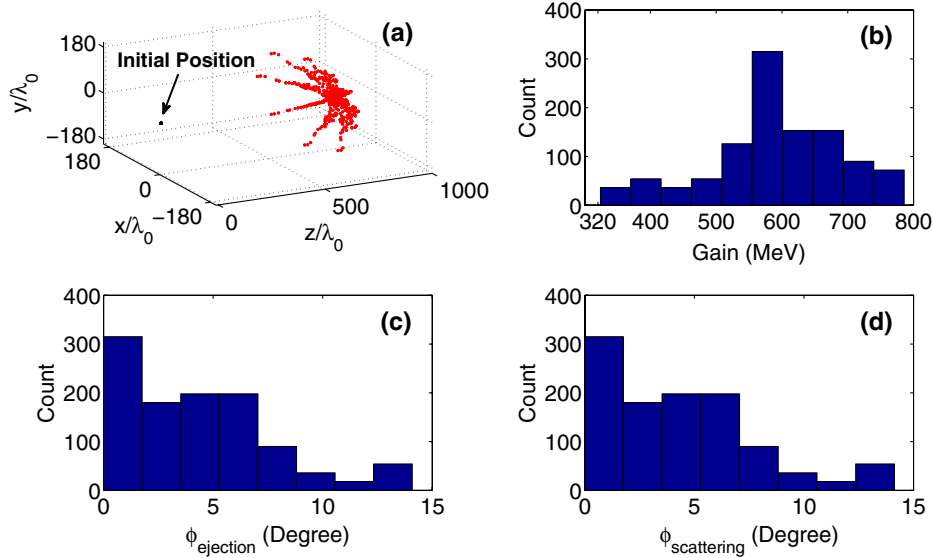 (a)
Initial Position
180
0
−180
y/λ0
180
0
−180
x/λ0
0
500
1000
z/λ0
(b)
400
300
200
100
0
Count
320 400 500 600 700 800
Gain (MeV)
(c)
400
300
200
100
0
Count
0 5 10 15
ϕejection (Degree)
(d)
400
300
200
100
0
Count
0 5 10 15
ϕscattering (Degree)